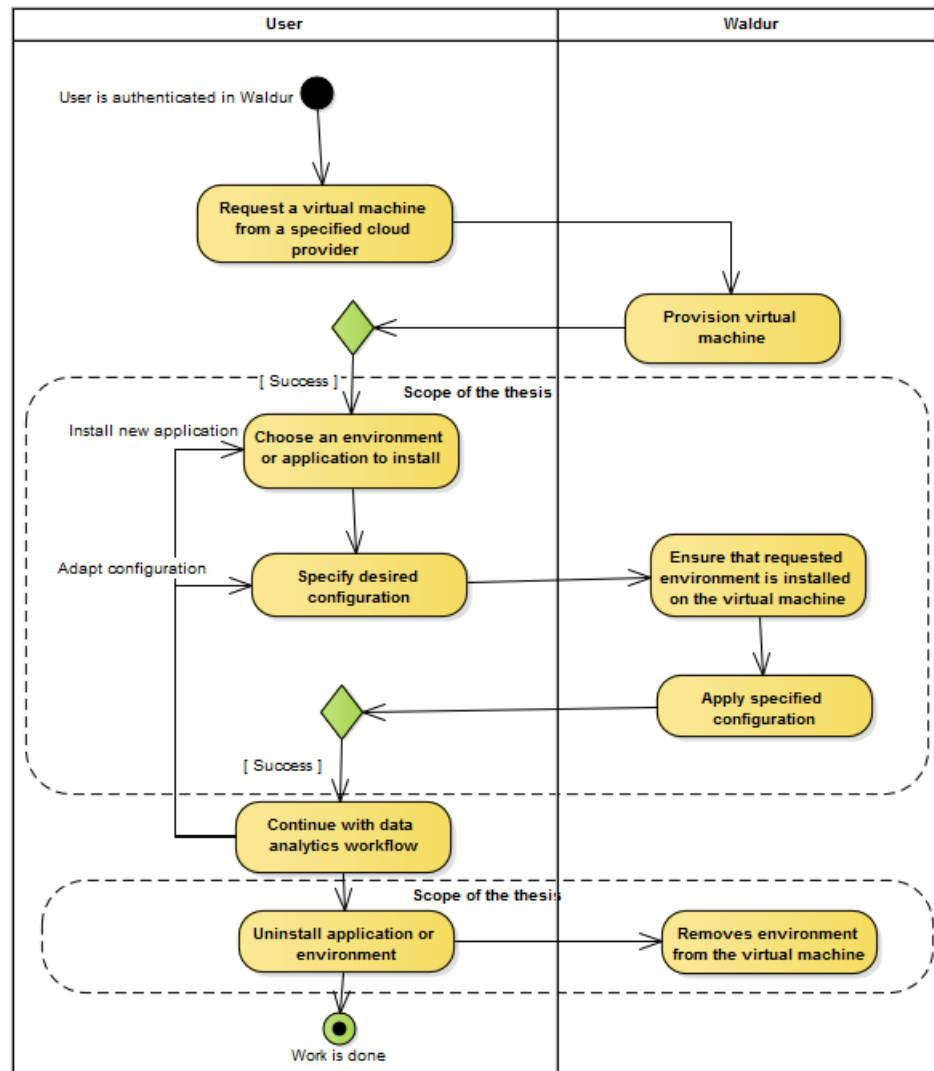 User
Waldur
User is authenticated in Waldur
Request a virtual machine
from a specified cloud
provider
Provision virtual
machine
[ Success ]
Scope of the thesis
Install new application
Choose an environment
or application to install
Adapt configuration
Specify desired
configuration
Ensure that requested
environment is installed
on the virtual machine
Apply specified
configuration
[ Success ]
Continue with data
analytics workflow
Scope of the thesis
Uninstall application or
environment
Removes environment
from the virtual machine
Work is done